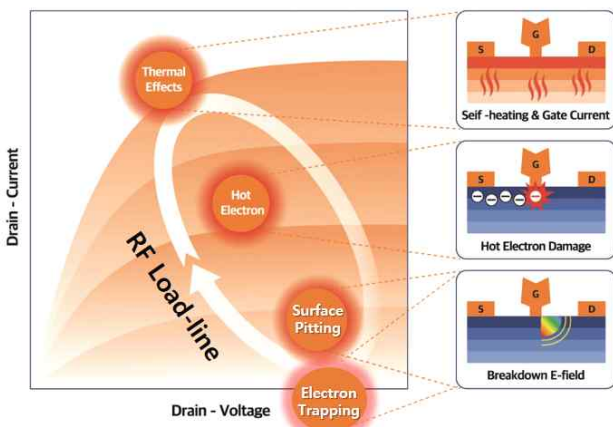 Drain - Current
Thermal
Effects
Hot
Electron
RF Load-line
Surface
Pitting
Electron
Trapping
Drain - Voltage
S
G
D
Seif -heating & Gate Current
S
G
D
Hot Electron Damage
S
G
D
Breakdown E-field